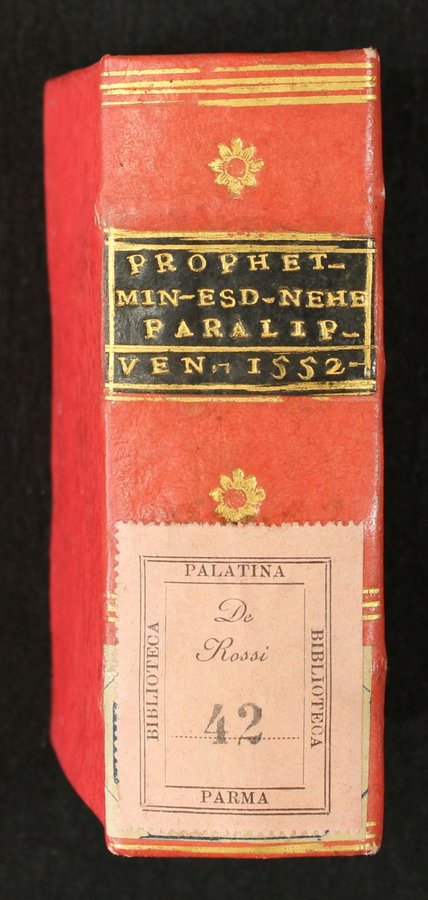 PROPHET-
MIN-ESD-NEHE
PARALIP-
VEN-1552-
PALATINA
De
Rossi
42
BIBLIOTECA
BIBLIOTECA
PARMA